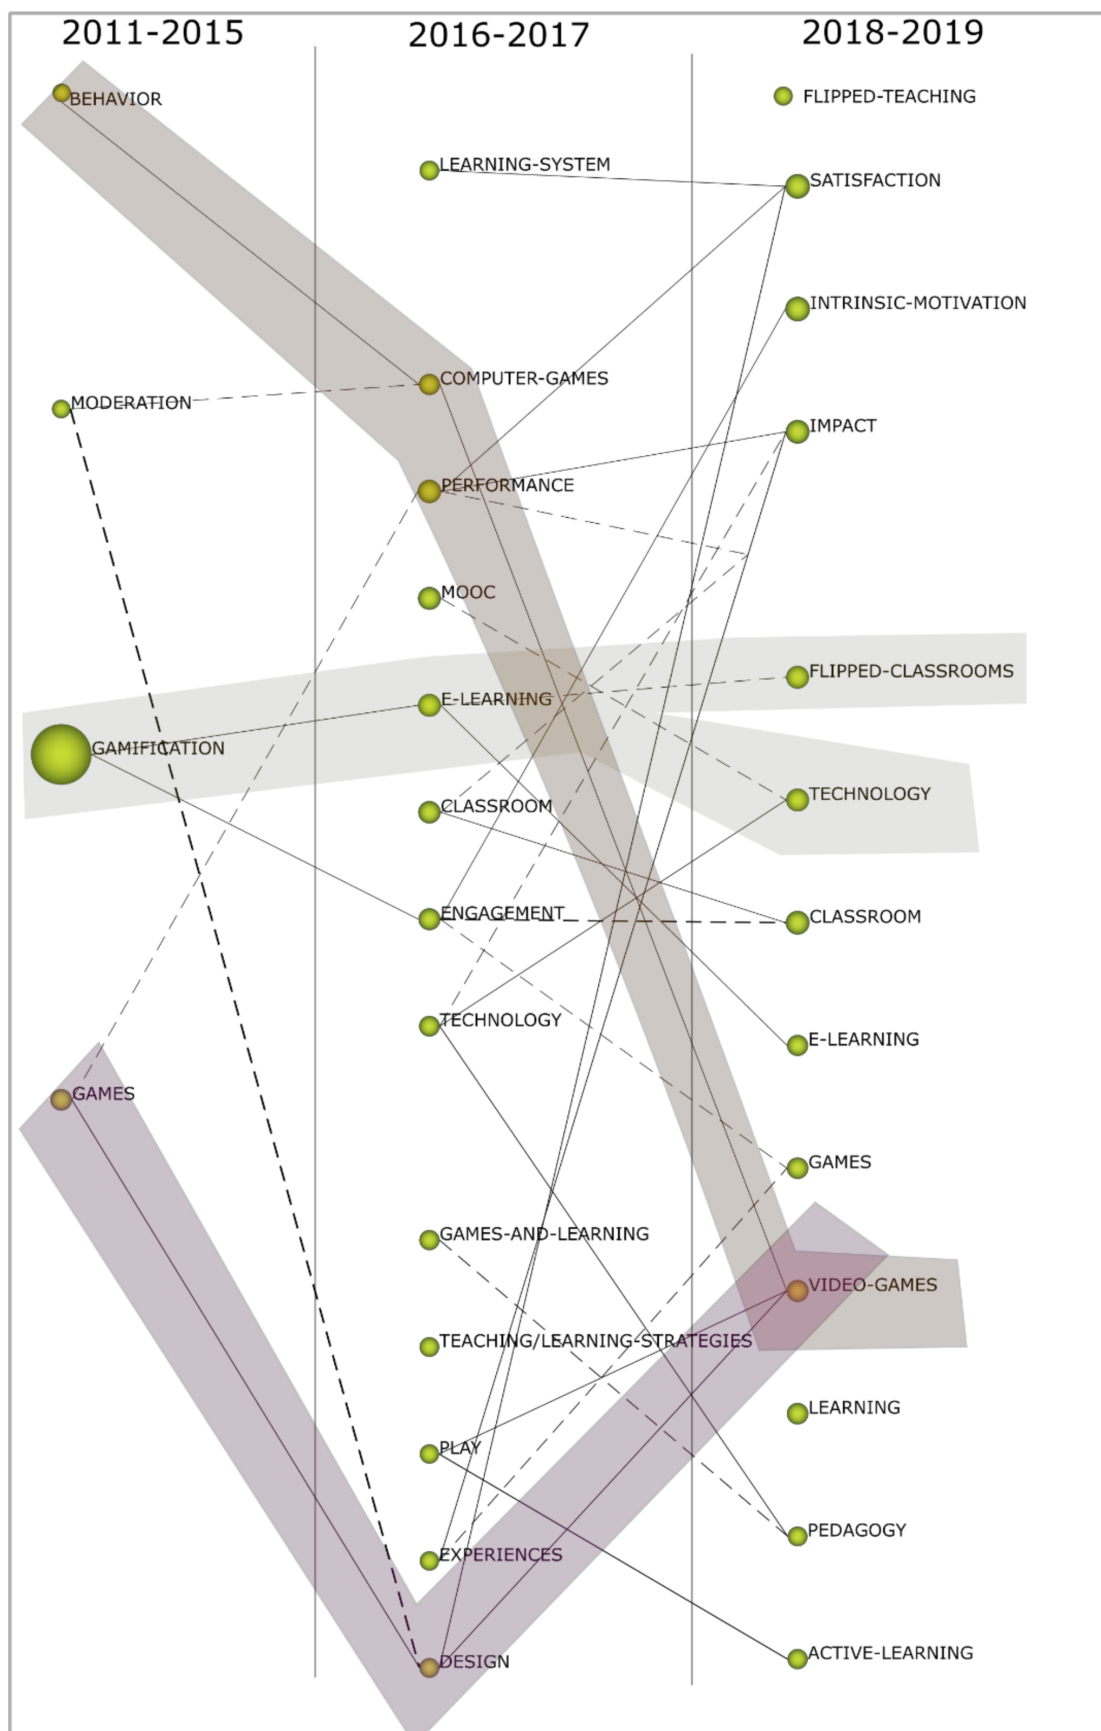 2011-2015
2016-2017
2018-2019
BEHAVIOR
MODERATION
GAMIFICATION
GAMES
LEARNING-SYSTEM
COMPUTER-GAMES
PERFORMANCE
MOOC
E-LEARNING
CLASSROOM
ENGAGEMENT
TECHNOLOGY
GAMES-AND-LEARNING
TEACHING/LEARNING-STRATEGIES
PLAY
EXPERIENCES
DESIGN
FLIPPED-TEACHING
SATISFACTION
INTRINSIC-MOTIVATION
IMPACT
FLIPPED-CLASSROOMS
TECHNOLOGY
CLASSROOM
E-LEARNING
GAMES
VIDEO-GAMES
LEARNING
PEDAGOGY
ACTIVE-LEARNING